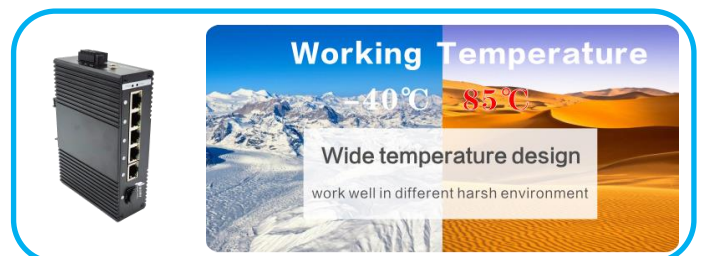 Working Temperature
-40℃ 85℃
Wide temperature design
work well in different harsh environment